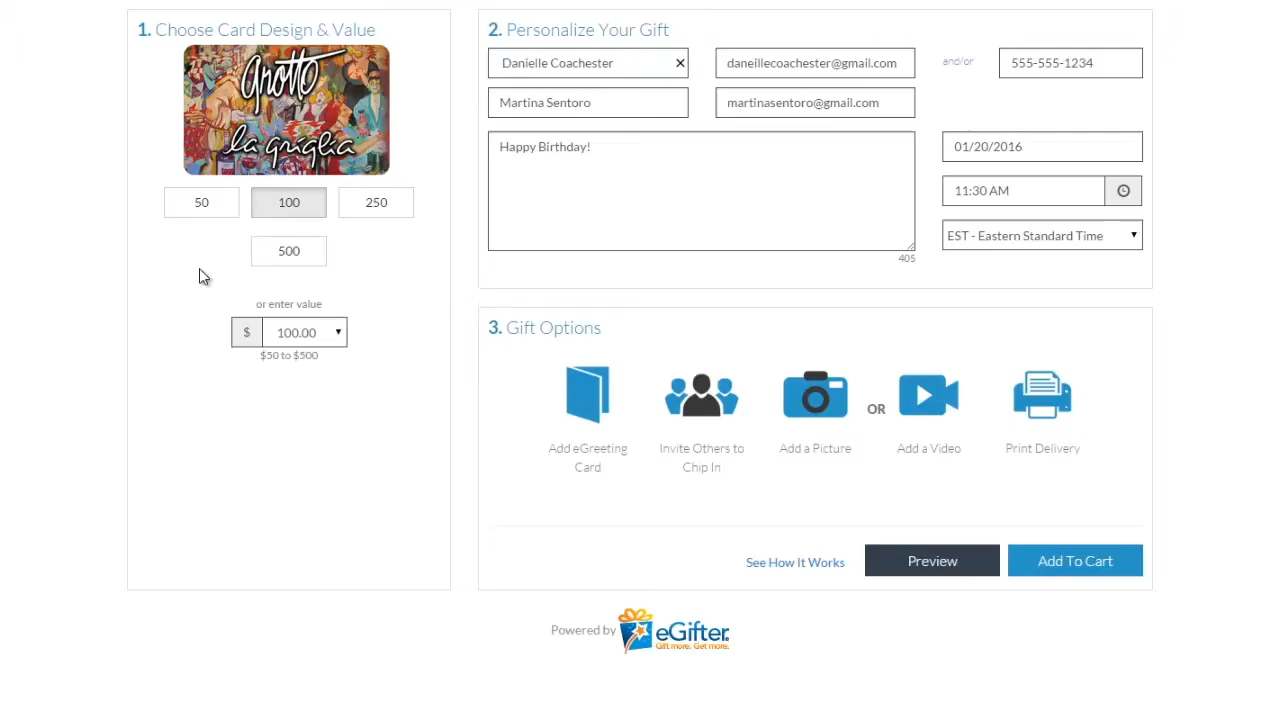 1. Choose Card Design & Value
Grotto
la griglia
50
100
250
500
or enter value
$
100.00
$50 to $500
2. Personalize Your Gift
Danielle Coachester
daneillecoachester@gmail.com
and/or
555-555-1234
Martina Sentoro
martinasentoro@gmail.com
Happy Birthday!
405
01/20/2016
11:30 AM
EST - Eastern Standard Time
3. Gift Options
Add eGreeting
Card
Invite Others to
Chip In
Add a Picture
OR
Add a Video
Print Delivery
See How It Works
Preview
Add To Cart
Powered by
eGifter.
Gift more. Get more.